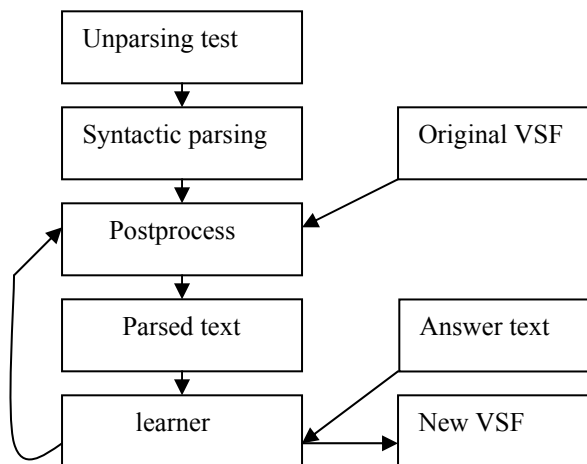 Unparsing test
Syntactic parsing
Original VSF
Postprocess
Parsed text
Answer text
learner
New VSF